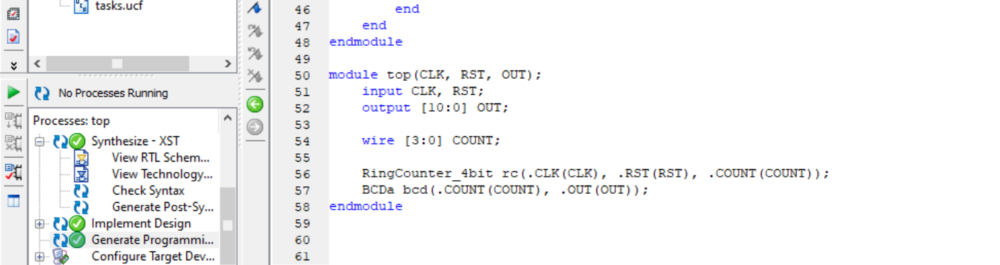 tasks.ucf
No Processes Running
Processes: top
Synthesize - XST
View RTL Schem...
View Technology...
Check Syntax
Generate Post-Sy...
Implement Design
Generate Programmi...
Configure Target Dev...
46 end
47 end
48 endmodule
49
50 module top(CLK, RST, OUT);
51 input CLK, RST;
52 output [10:0] OUT;
53
54 wire [3:0] COUNT;
55
56 RingCounter_4bit rc(.CLK(CLK), .RST(RST), .COUNT(COUNT));
57 BCDa bcd(.COUNT(COUNT), .OUT(OUT));
58 endmodule
59
60
61